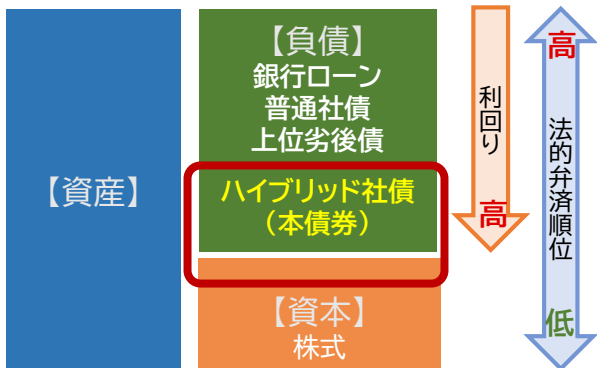 【資産】
【負債】
銀行ローン
普通社債
上位劣後債
ハイブリッド社債
（本債券）
【資本】
株式
利回り
高
高
法的弁済順位
低